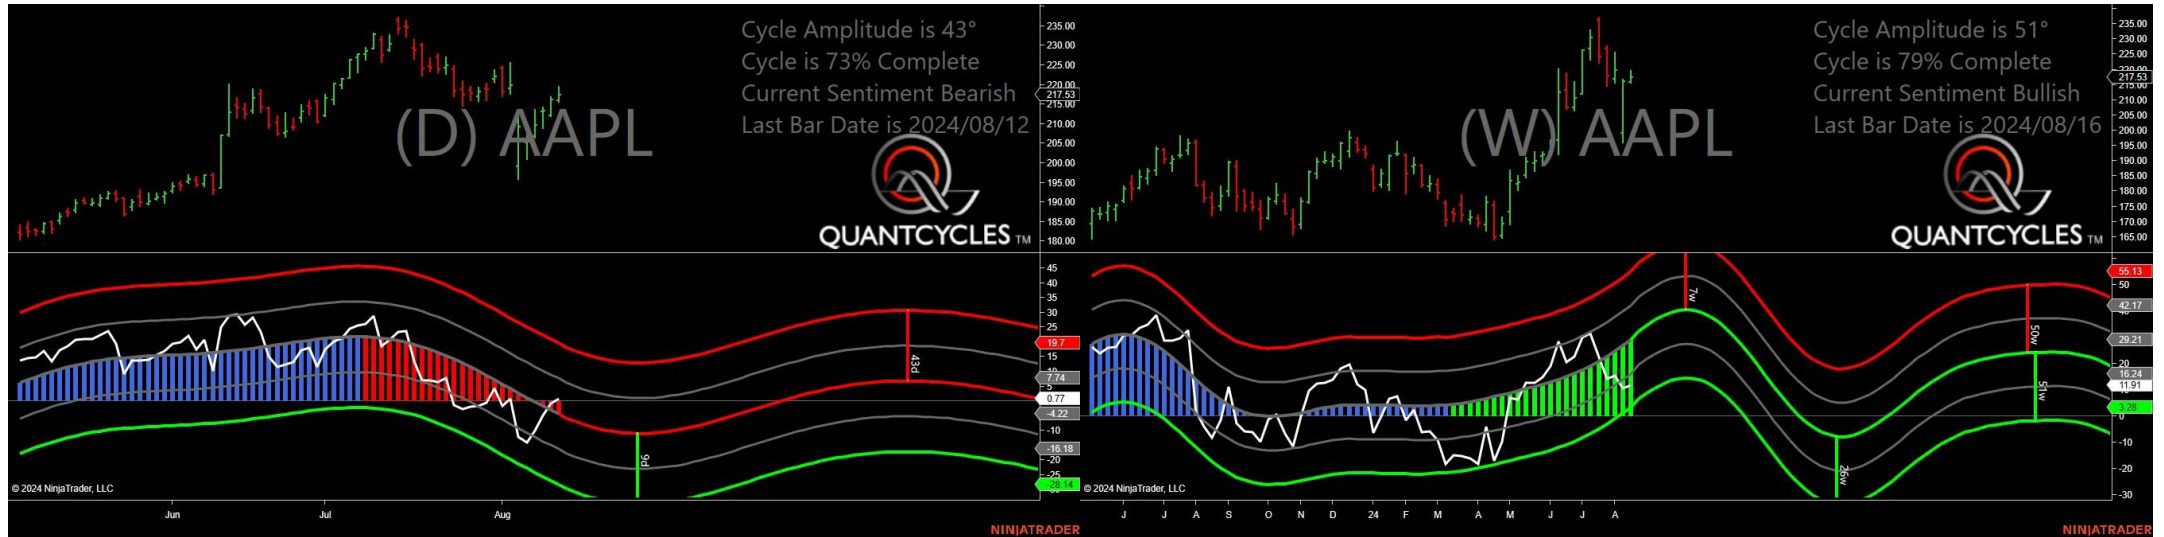 Cycle Amplitude is 43°
Cycle is 73% Complete
Current Sentiment Bearish
Last Bar Date is 2024/08/12
(D) AAPL
QUANTCYCLES TM
235.00
230.00
225.00
220.00
217.53
215.00
210.00
205.00
200.00
195.00
190.00
185.00
180.00
45
40
35
30
25
19.7
15
10
7.74
5
0.77
-4.22
-10
-16.18
-20
-25
-28.14
43d
9d
© 2024 NinjaTrader, LLC
Jun
Jul
Aug
NINJATRADER
Cycle Amplitude is 51°
Cycle is 79% Complete
Current Sentiment Bullish
Last Bar Date is 2024/08/16
(W) AAPL
QUANTCYCLES TM
235.00
230.00
225.00
217.53
210.00
205.00
200.00
195.00
190.00
185.00
180.00
175.00
170.00
165.00
55.13
50
42.17
29.21
20
16.24
11.91
3.28
0
-10
-20
-30
7w
26w
50w
51w
© 2024 NinjaTrader, LLC
J
J
A
S
O
N
D
24
F
M
A
M
J
J
A
NINJATRADER